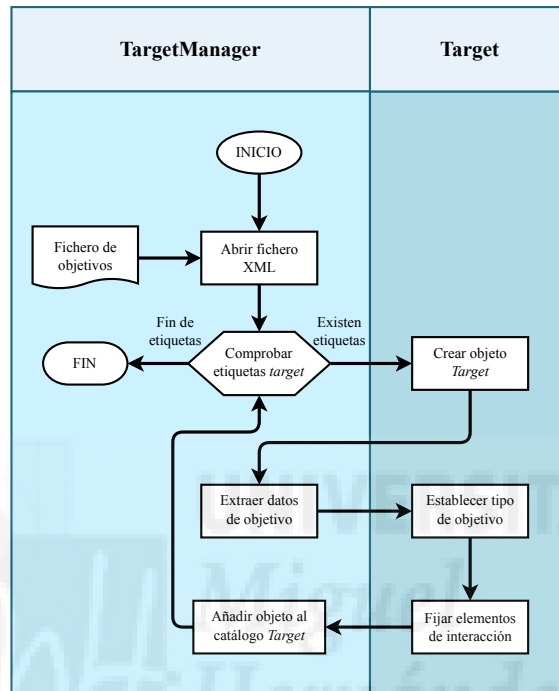 TargetManager
Target
INICIO
Fichero de
objetivos
Abrir fichero
XML
Fin de
etiquetas
Existen
etiquetas
FIN
Comprobar
etiquetas target
Crear objeto
Target
Extraer datos
de objetivo
Establecer tipo
de objetivo
UNIVERSIT
Miguel
Añadir objeto al
catálogo Target
Fijar elementos
de interacción